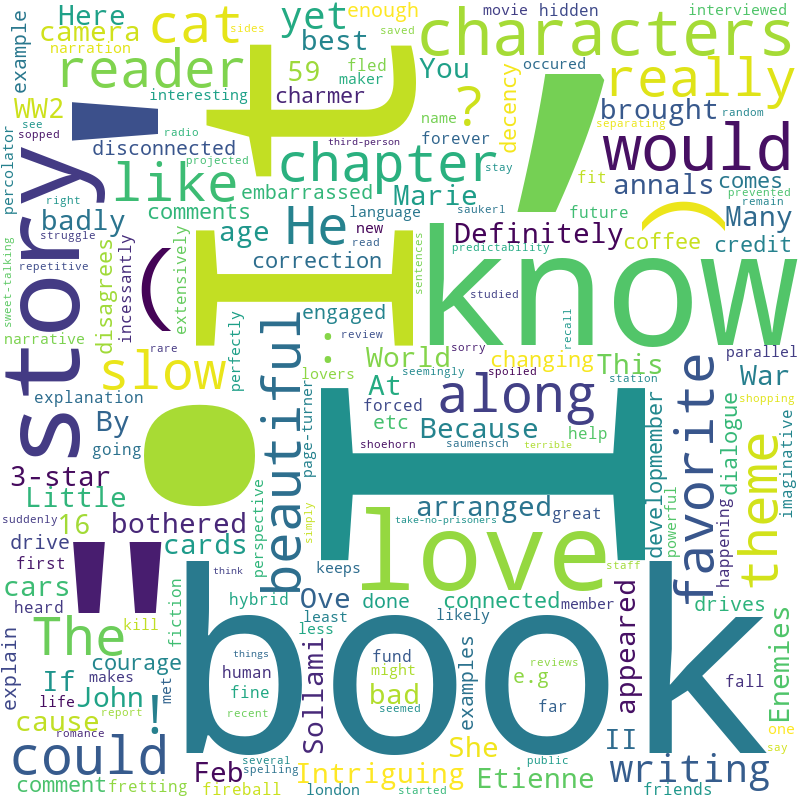 example
Here
camera
cat
yet
best
enough
movie
hidden
interviewed
characters
narration
sides
saved
59
fled
maker
You
occured
?
reader
really
WW2
interesting
charmer
see
sopped
radio
disconnected
t
!
,
decency
name
forever
brought
random
separating
would
percolator
projected
third-person
chapter
stay
like
embarrassed
Marie
fit
annals
comes
prevented
story
badly
comments
age
He
language
new
read
saukerl
future
)
Many
remain
right
struggle
sweet-talking
repetitive
incessantly
disagrees
extensively
(
I
correction
Definitely
predictability
coffee
credit
sentences
studied
know
narrative
engaged
:
review
rare
perfectly
slow
lovers
World
seemingly
sorry
spoiled
changing
This
recall
parallel
War
explanation
beautiful
page-turner
At
forced
etc
along
station
favorite
shopping
By
going
.
Because
help
shoehorn
saumensch
terrible
developmember
theme
dialogue
imaginative
3-star
Little
I
suddenly
16
bothered
arranged
great
powerful
happening
drive
first
"
cards
perspective
simply
take-no-prisoners
love
cars
heard
think
keeps
staff
hybrid
Ove
done
connected
member
drives
kill
fiction
least
less
likely
The
book
explain
courage
things
human
fine
recent
Sollami
fund
might
bad
seemed
examples
e.g
reviews
far
appeared
fall
Enemies
If
John
makes
life
met
one
say
cause
report
romance
!
could
She
II
writing
comment
fretting
Feb
several
spelling
fireball
Intriguing
london
started
Etienne
public
friends